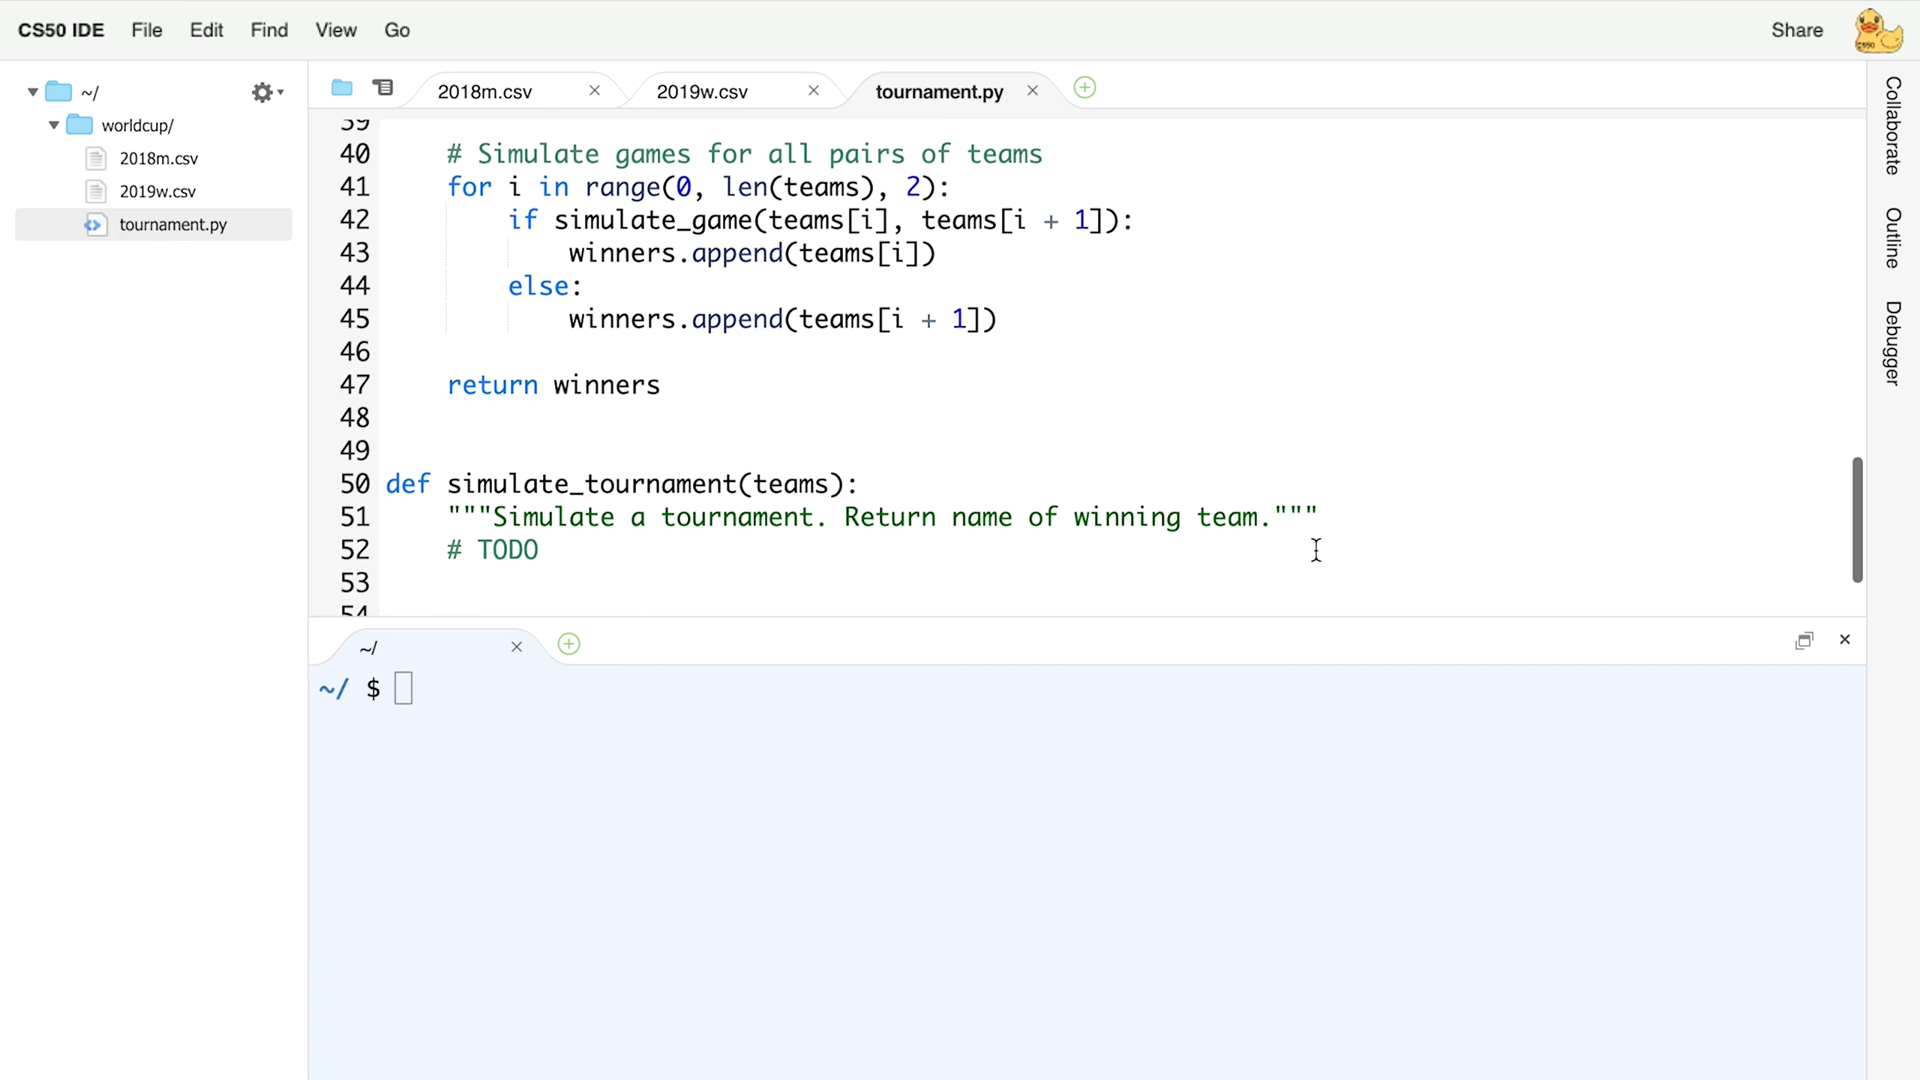 CS50 IDE File Edit Find View Go Share
~/
worldcup/
2018m.csv
2019w.csv
tournament.py
2018m.csv 2019w.csv tournament.py
39
40 # Simulate games for all pairs of teams
41 for i in range(0, len(teams), 2):
42 if simulate_game(teams[i], teams[i + 1]):
43 winners.append(teams[i])
44 else:
45 winners.append(teams[i + 1])
46
47 return winners
48
49
50 def simulate_tournament(teams):
51 """Simulate a tournament. Return name of winning team."""
52 # TODO
53
54
~/
~/ $
Collaborate
Outline
Debugger
CS50